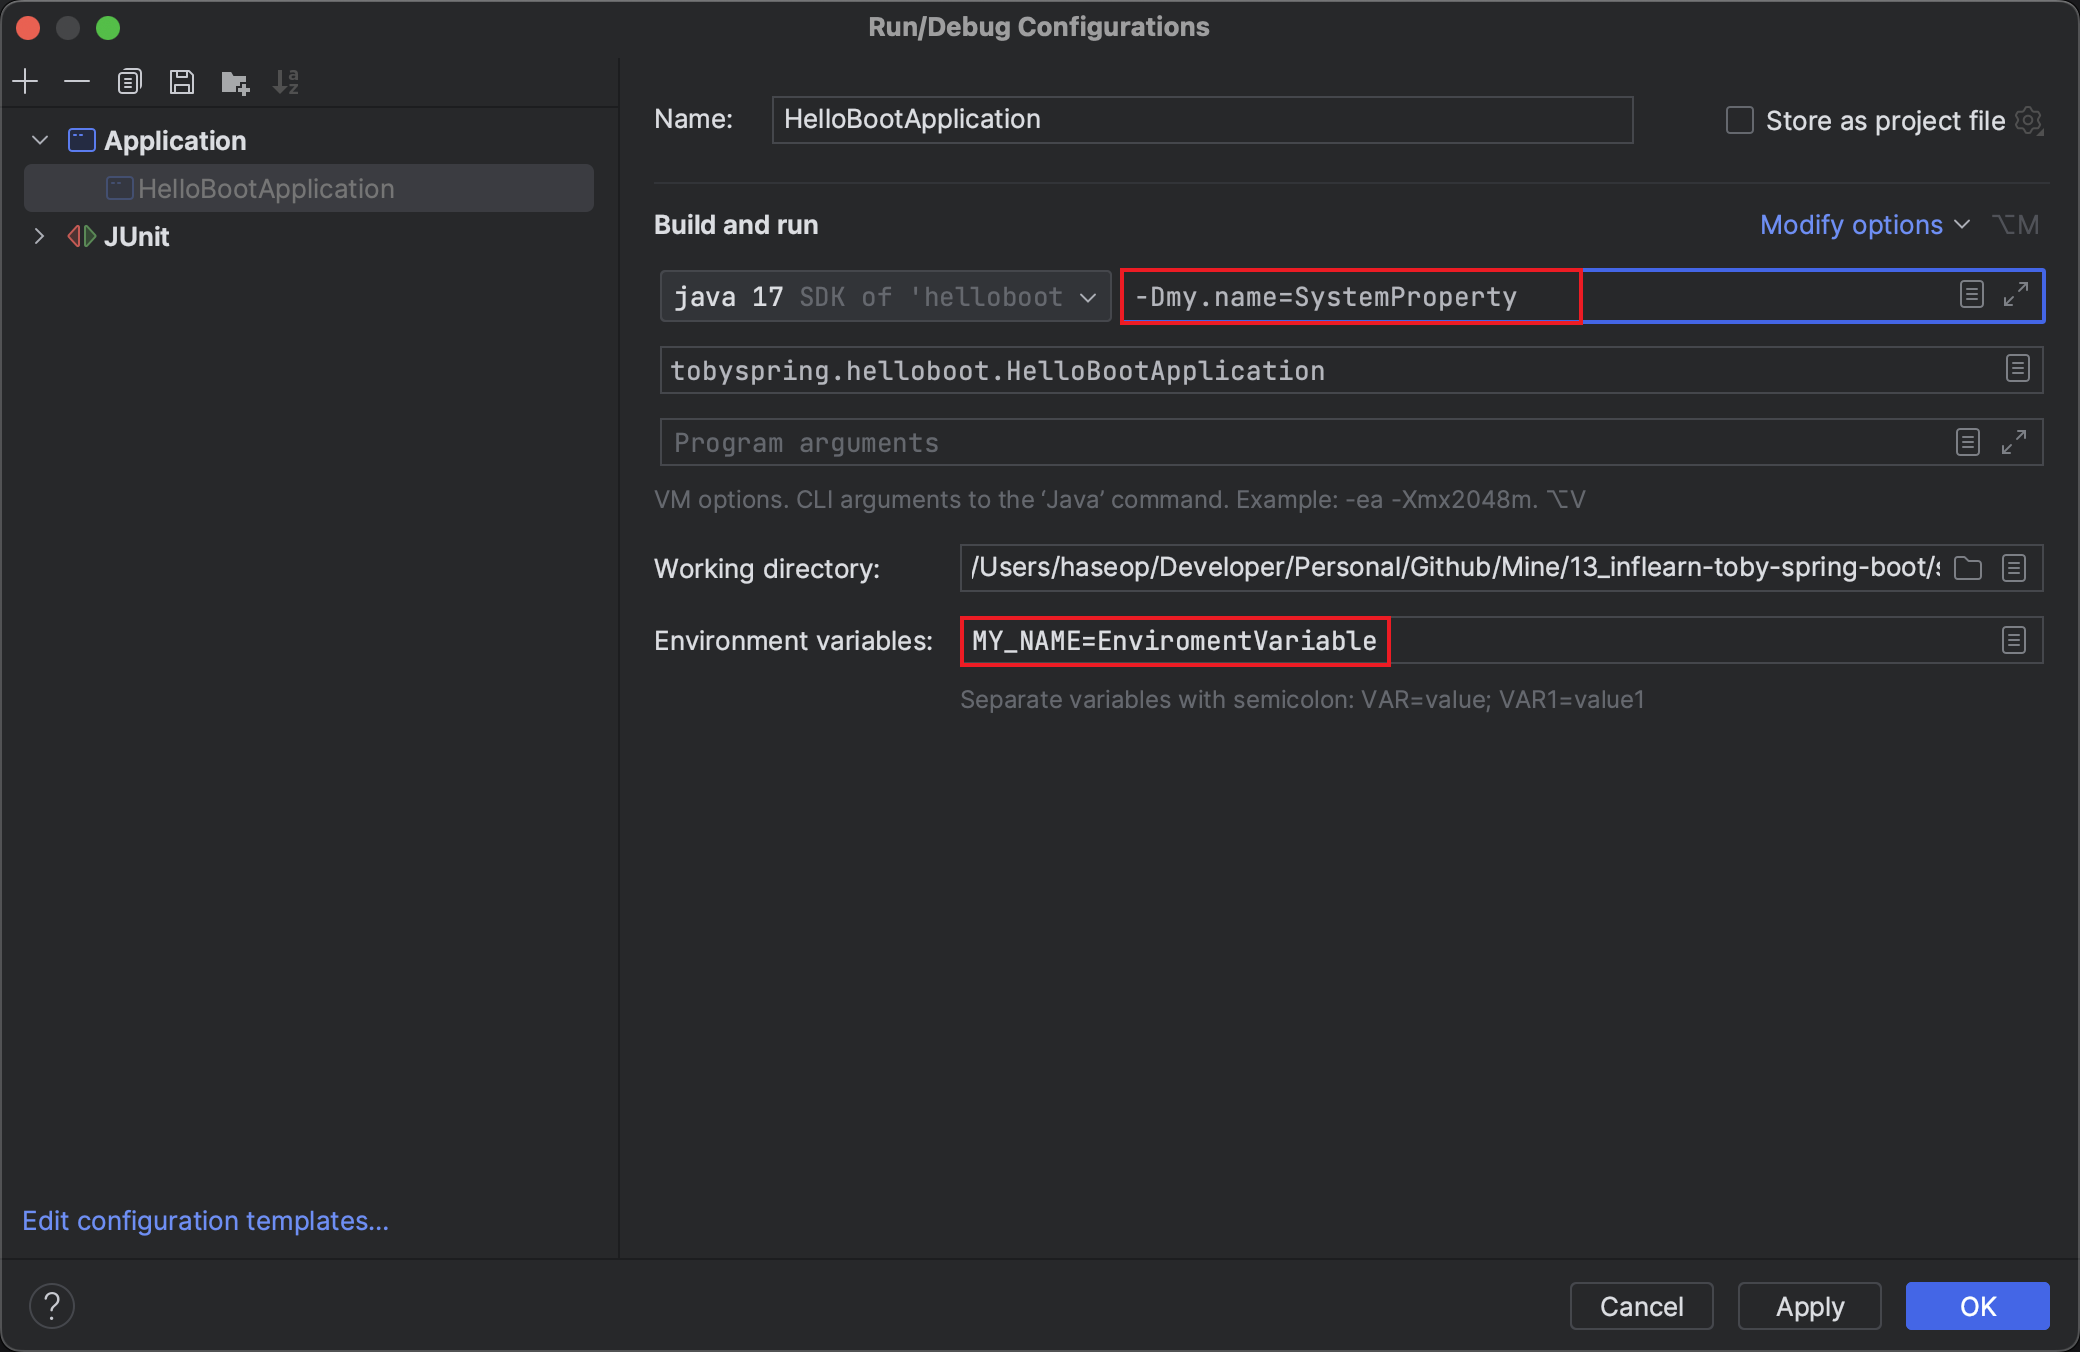 Run/Debug Configurations
Application
HelloBootApplication
JUnit
Edit configuration templates...
Name: HelloBootApplication
Store as project file
Build and run
Modify options ⌥M
java 17 SDK of 'helloboot
-Dmy.name=SystemProperty
tobyspring.helloboot.HelloBootApplication
Program arguments
VM options. CLI arguments to the ‘Java’ command. Example: -ea -Xmx2048m. ⌥V
Working directory: /Users/haseop/Developer/Personal/Github/Mine/13_inflearn-toby-spring-boot/
Environment variables: MY_NAME=EnviromentVariable
Separate variables with semicolon: VAR=value; VAR1=value1
?
Cancel
Apply
OK